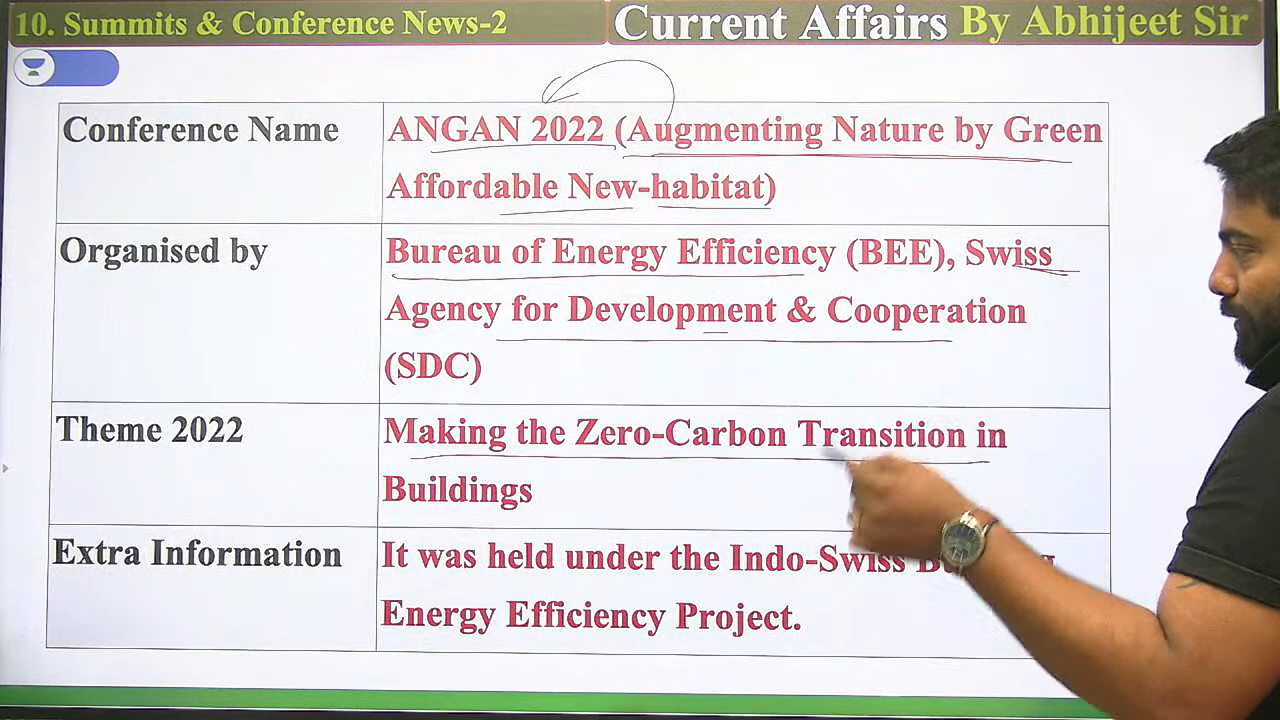 10. Summits & Conference News-2
Current Affairs By Abhijeet Sir
Conference Name
ANGAN 2022 (Augmenting Nature by Green
Affordable New-habitat)
Organised by
Bureau of Energy Efficiency (BEE), Swiss
Agency for Development & Cooperation
(SDC)
Theme 2022
Making the Zero-Carbon Transition in
Buildings
Extra Information
It was held under the Indo-Swiss
Energy Efficiency Project.